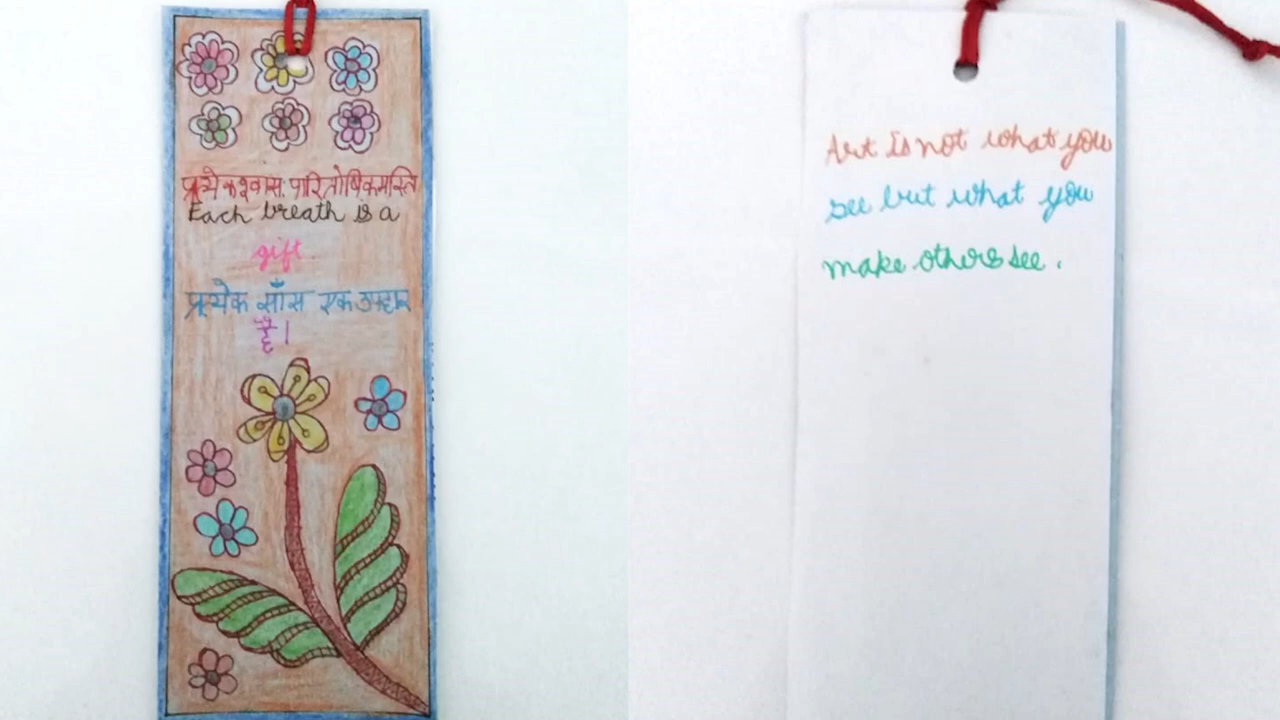 प्रत्येकश्वासः पारितोषिकमस्ति
Each breath is a
gift
प्रत्येक साँस एक उपहार
है।
Art is not what you
see but what you
make others see.